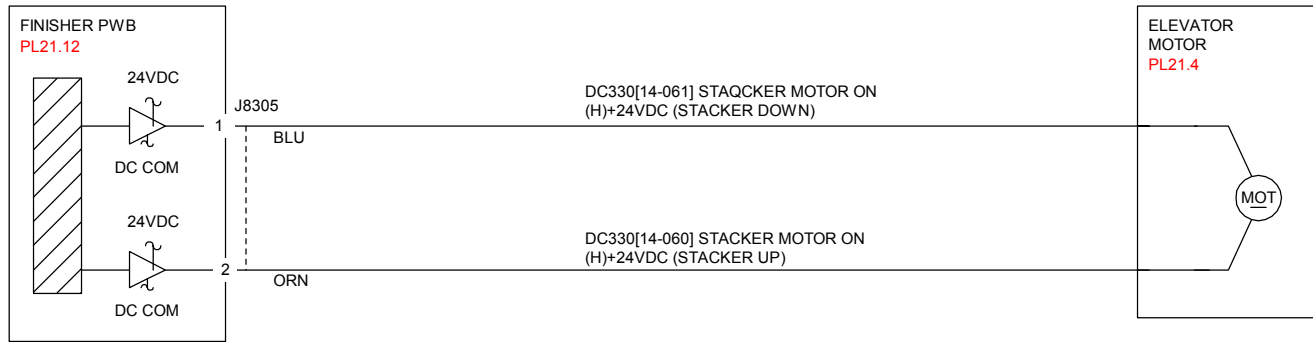 FINISHER PWB
PL21.12
24VDC
J8305
1
BLU
DC COM
24VDC
2
ORN
DC COM
DC330[14-061] STAQCKER MOTOR ON
(H)+24VDC (STACKER DOWN)
DC330[14-060] STACKER MOTOR ON
(H)+24VDC (STACKER UP)
ELEVATOR
MOTOR
PL21.4
MOT